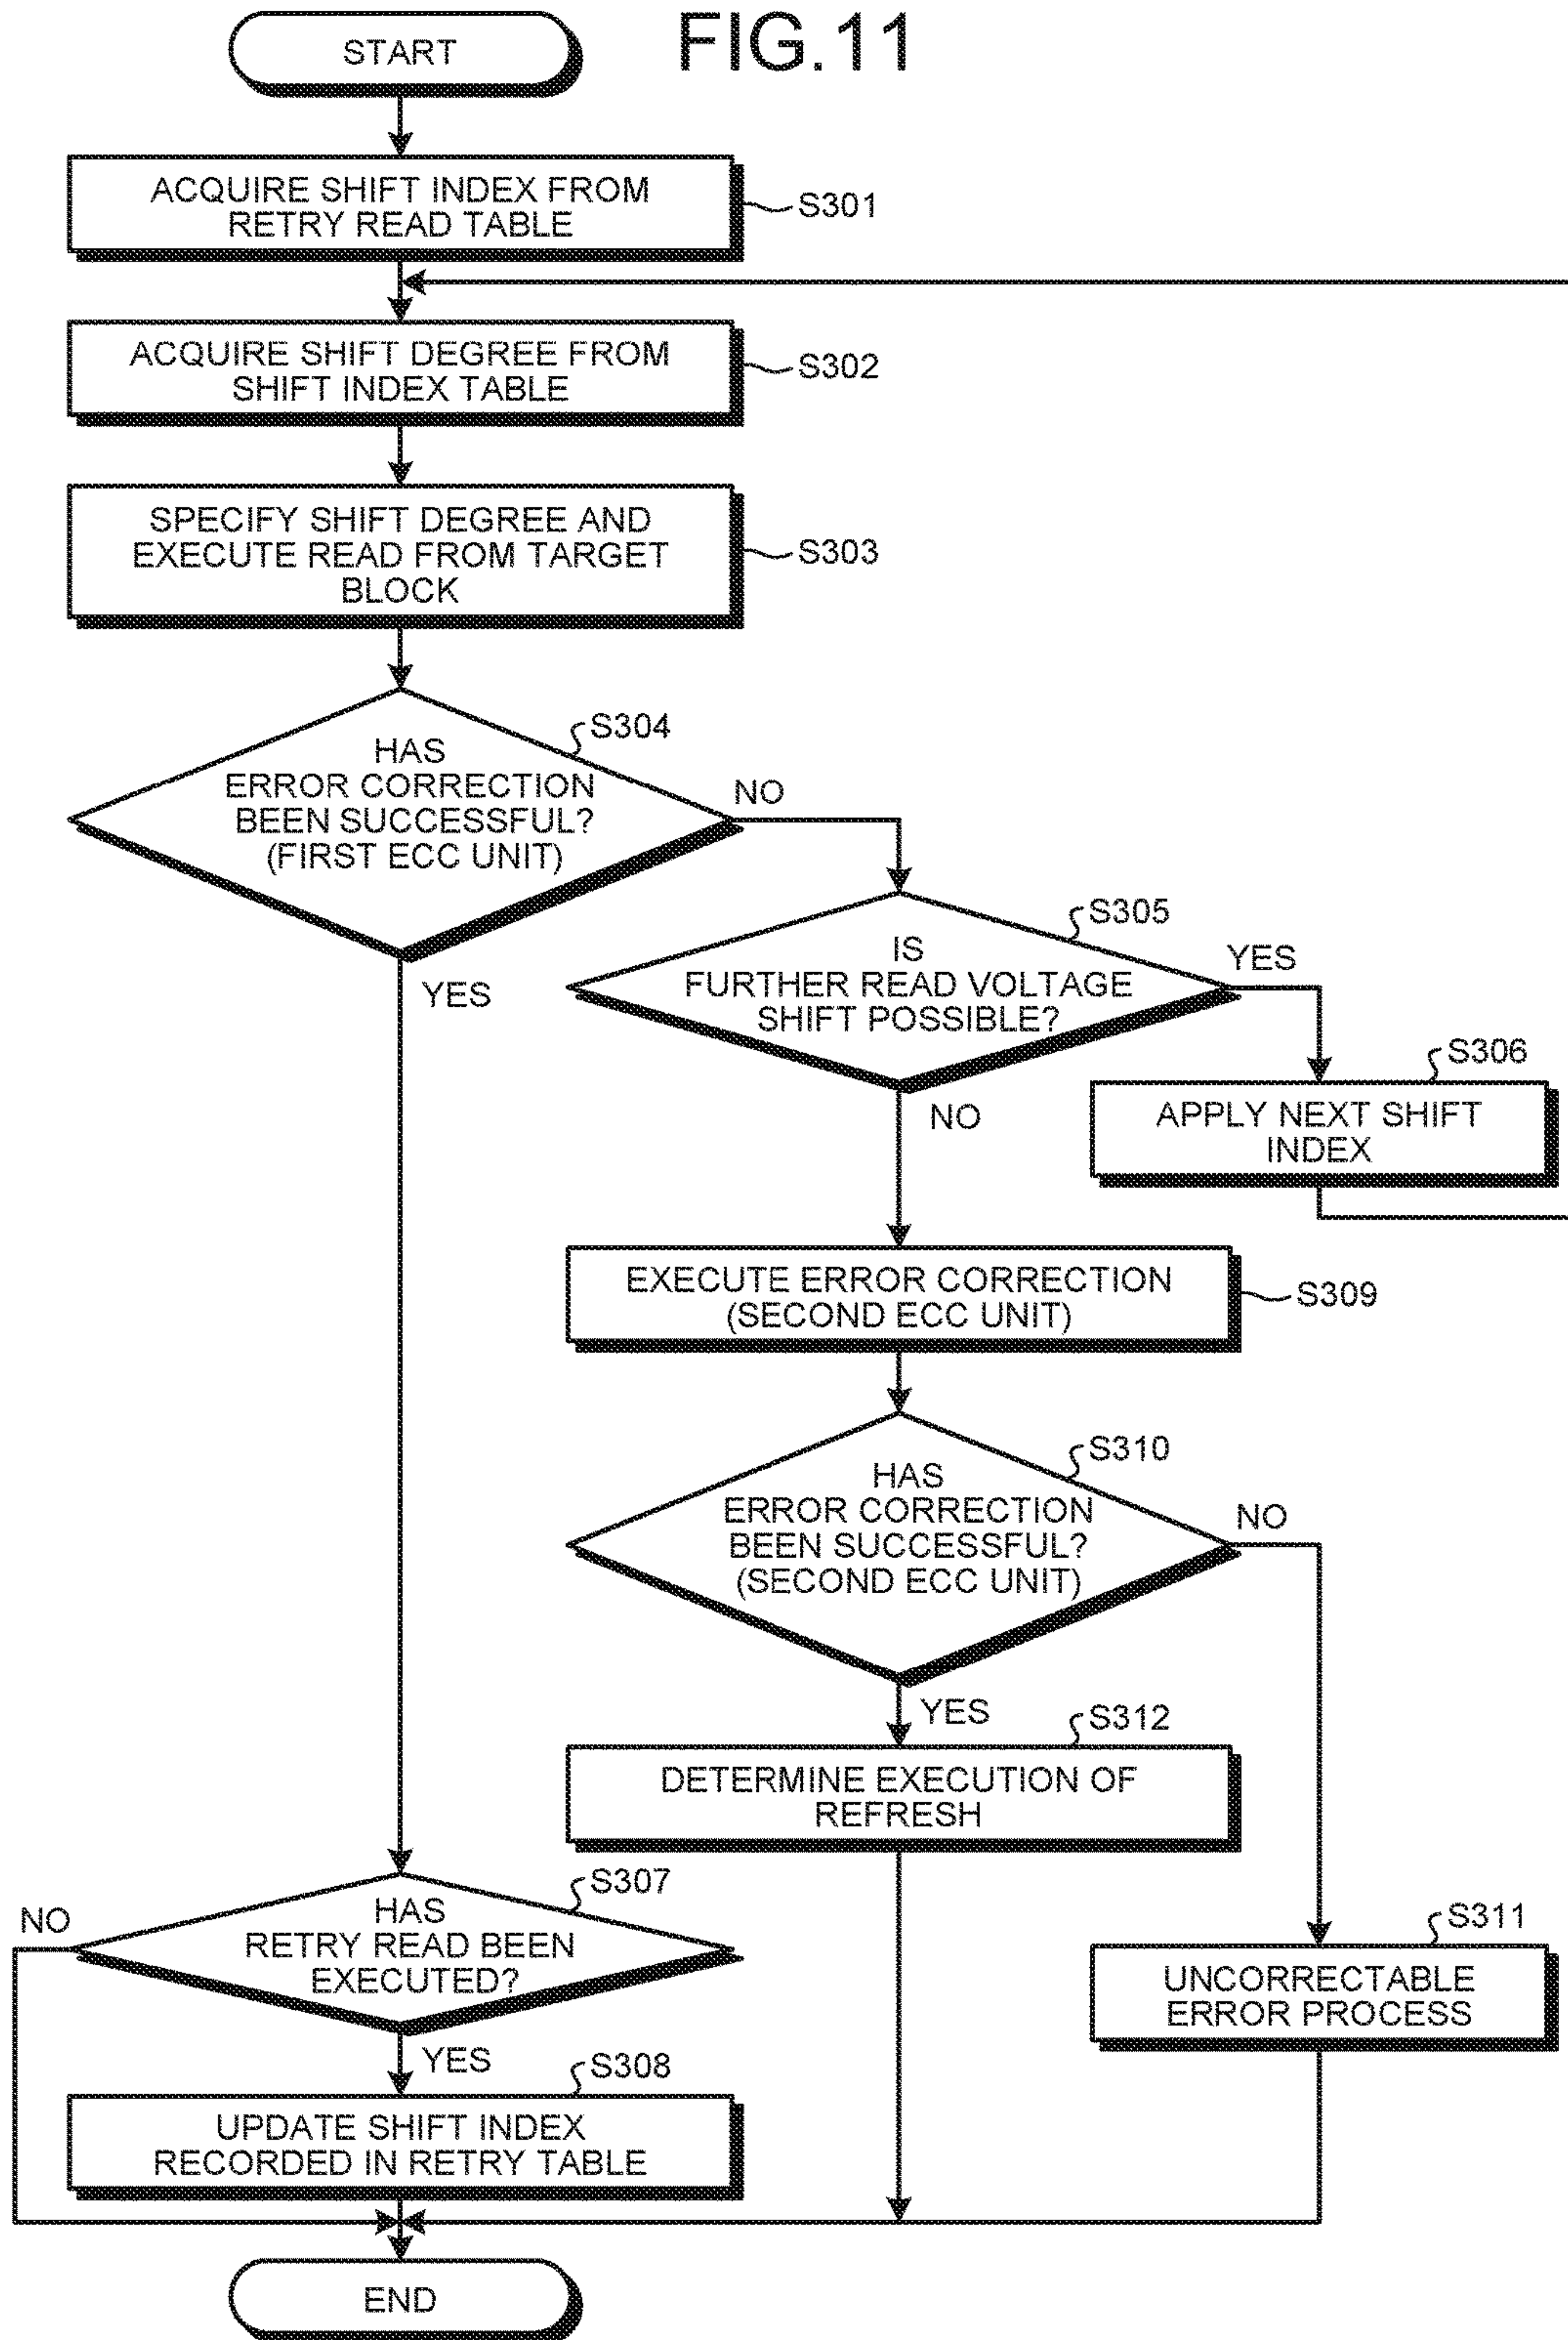 FIG.11
START
ACQUIRE SHIFT INDEX FROM
RETRY READ TABLE
S301
ACQUIRE SHIFT DEGREE FROM
SHIFT INDEX TABLE
S302
SPECIFY SHIFT DEGREE AND
EXECUTE READ FROM TARGET
BLOCK
S303
S304
HAS
ERROR CORRECTION
BEEN SUCCESSFUL?
(FIRST ECC UNIT)
NO
YES
S305
IS
FURTHER READ VOLTAGE
SHIFT POSSIBLE?
YES
NO
S306
APPLY NEXT SHIFT
INDEX
EXECUTE ERROR CORRECTION
(SECOND ECC UNIT)
S309
S310
HAS
ERROR CORRECTION
BEEN SUCCESSFUL?
(SECOND ECC UNIT)
NO
YES
S312
DETERMINE EXECUTION OF
REFRESH
S307
HAS
RETRY READ BEEN
EXECUTED?
NO
YES
S311
UNCORRECTABLE
ERROR PROCESS
S308
UPDATE SHIFT INDEX
RECORDED IN RETRY TABLE
END